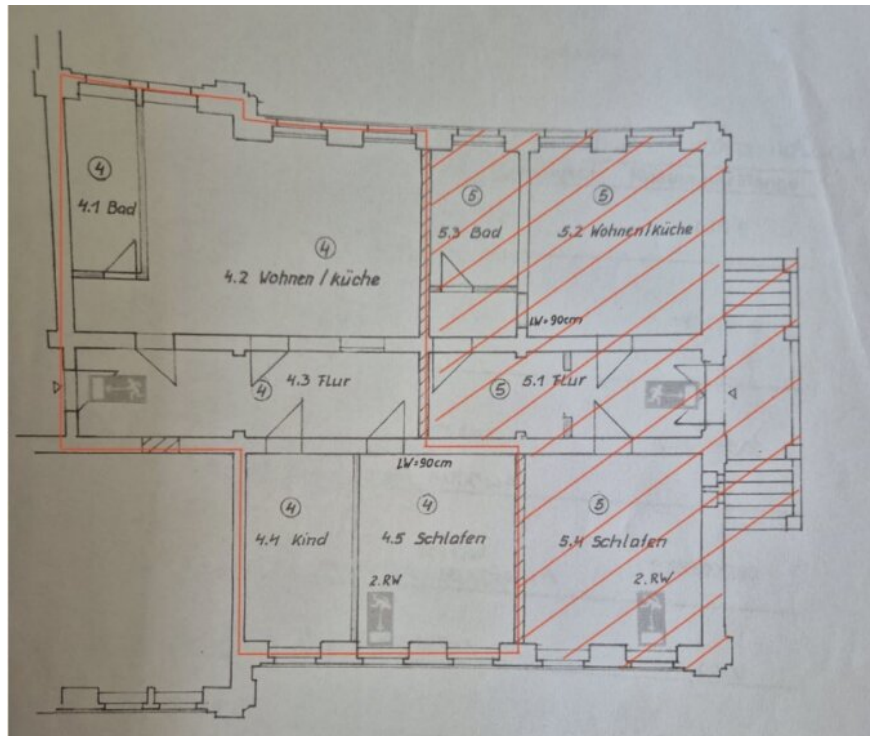 4
4.1 Bad
4
4.2 Wohnen / küche
5
5.3 Bad
5
5.2 Wohnen/küche
LW=90cm
4
4.3 Flur
5
5.1 Flur
LW=90cm
4
4.4 Kind
4
4.5 Schlafen
2.RW
5
5.4 Schlafen
2.RW